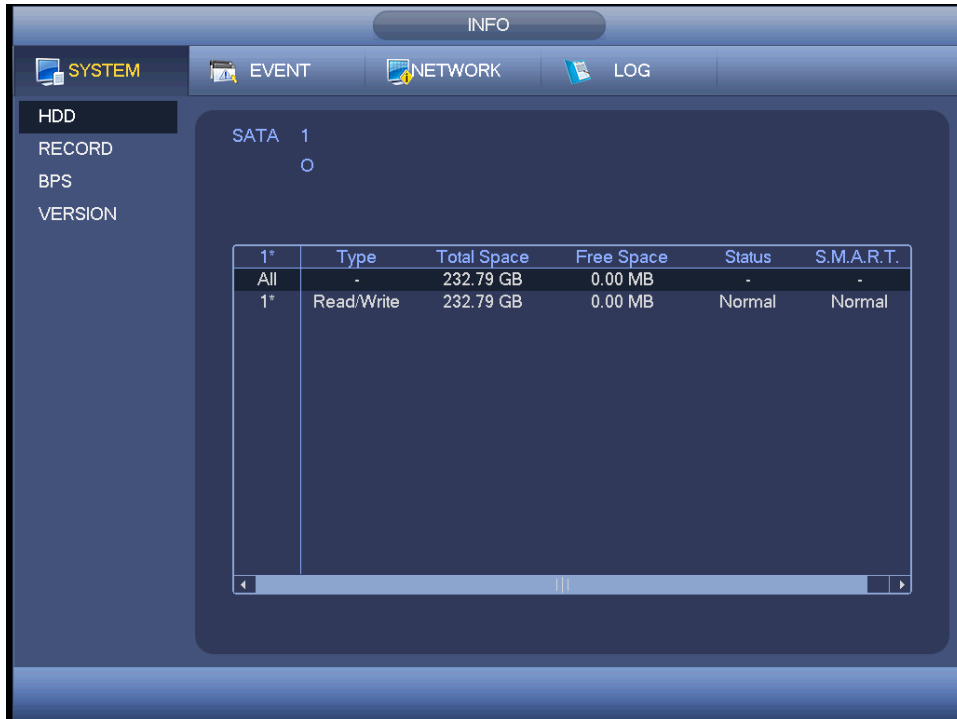 INFO
SYSTEM EVENT NETWORK LOG
HDD
RECORD
BPS
VERSION
SATA 1
O
1* Type Total Space Free Space Status S.M.A.R.T.
All - 232.79 GB 0.00 MB - -
1* Read/Write 232.79 GB 0.00 MB Normal Normal